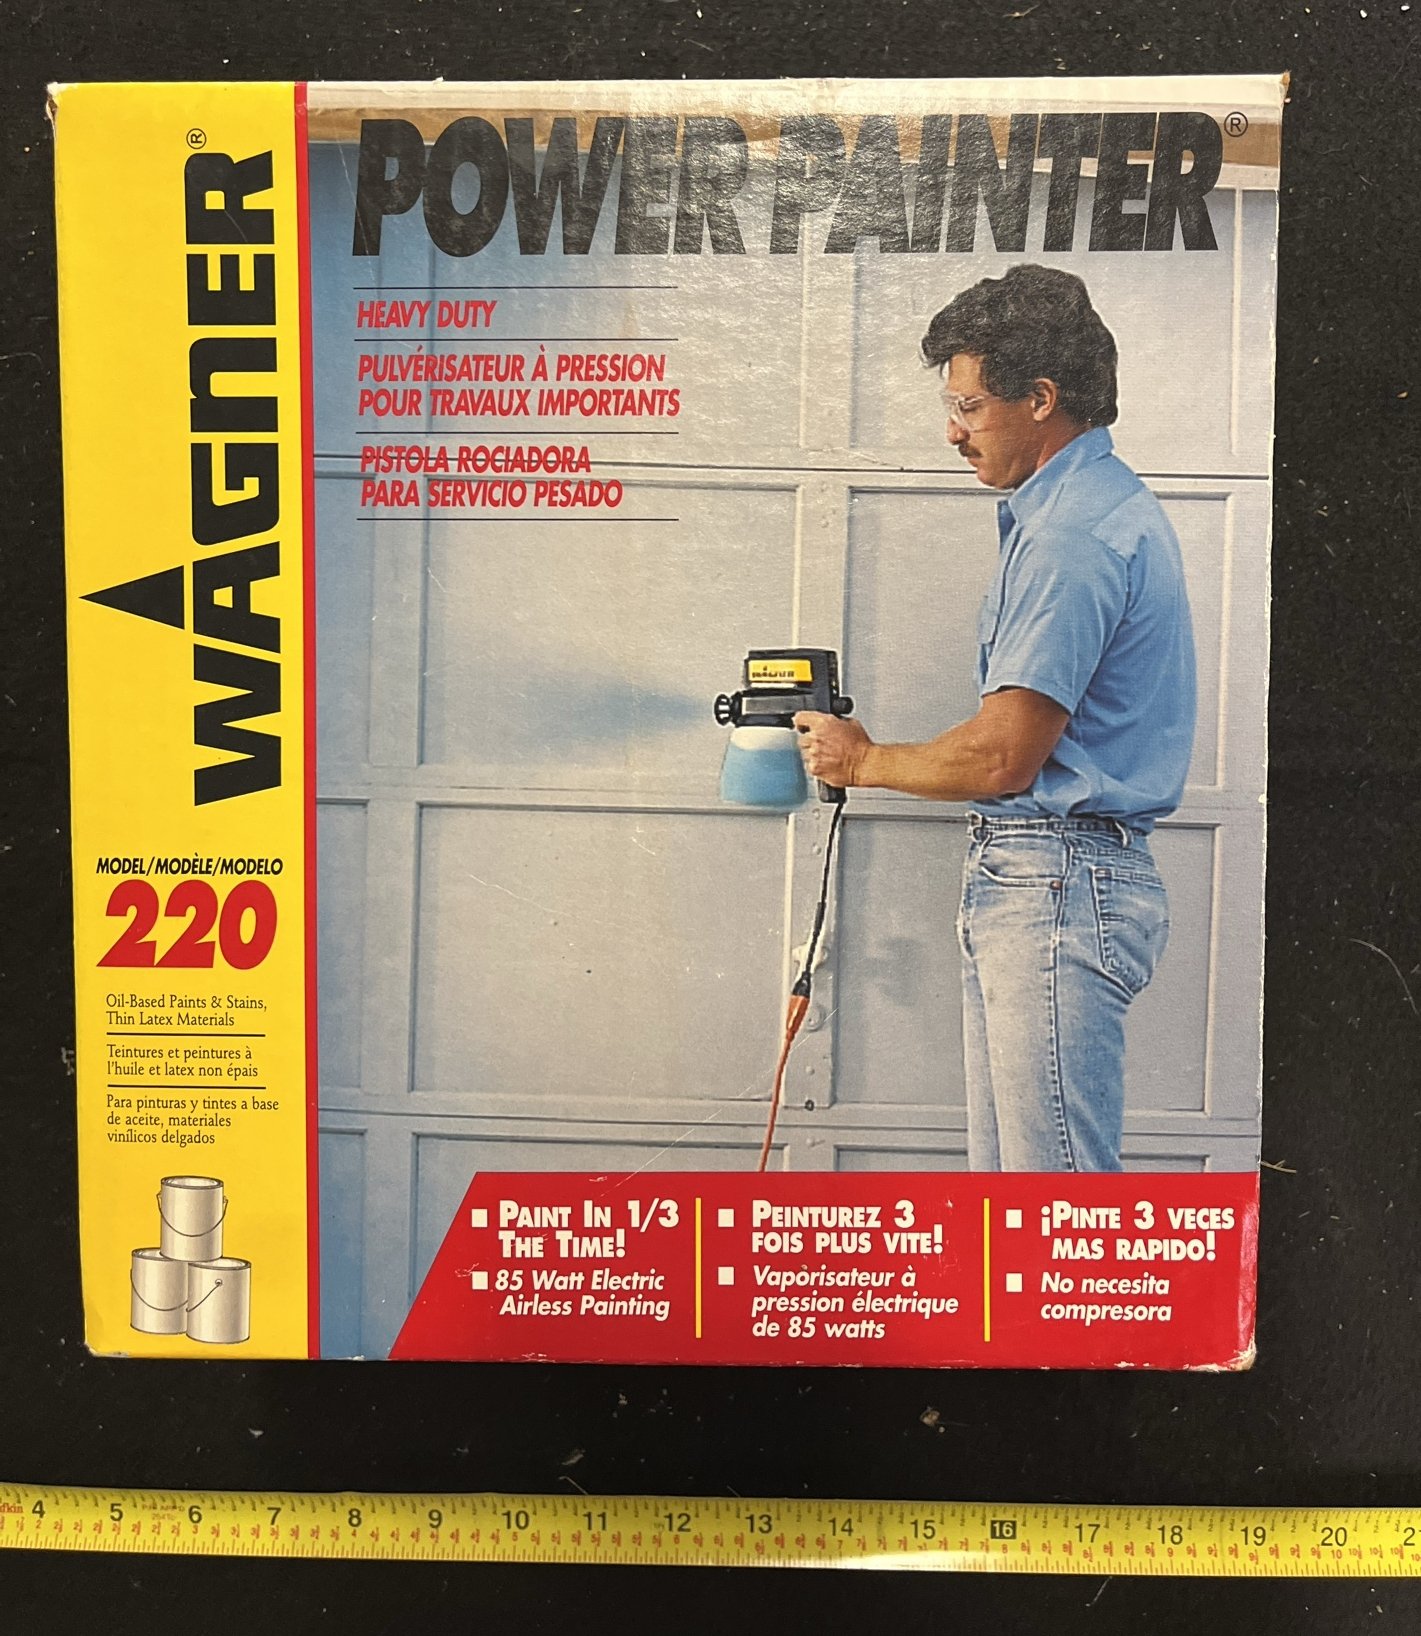 WAGNER®
POWER PAINTER®
HEAVY DUTY
PULVÉRISATEUR À PRESSION
POUR TRAVAUX IMPORTANTS
PISTOLA ROCIADORA
PARA SERVICIO PESADO
WAGNER
MODEL/MODÈLE/MODELO
220
Oil-Based Paints & Stains,
Thin Latex Materials
Teintures et peintures à
l'huile et latex non épais
Para pinturas y tintes a base
de aceite, materiales
vinílicos delgados
PAINT IN 1/3
THE TIME!
85 Watt Electric
Airless Painting
PEINTUREZ 3
FOIS PLUS VITE!
Vaporisateur à
pression électrique
de 85 watts
¡PINTE 3 VECES
MAS RAPIDO!
No necesita
compresora
4 5 6 7 8 9 10 11 12 13 14 15 16 17 18 19 20